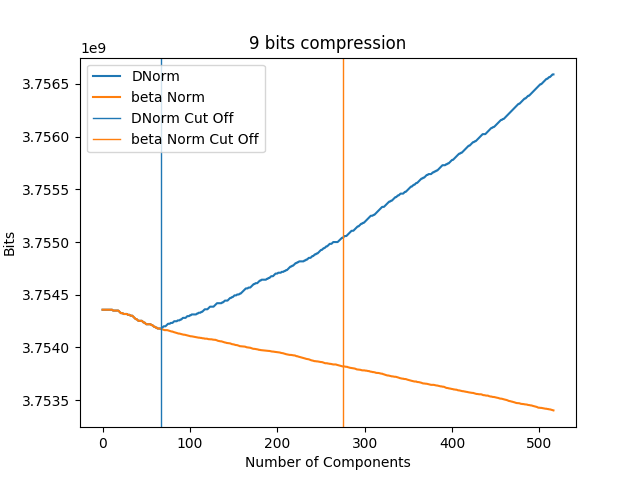 9 bits compression
1e9
DNorm
beta Norm
DNorm Cut Off
beta Norm Cut Off
3.7565
3.7560
3.7555
3.7550
3.7545
3.7540
3.7535
Bits
0 100 200 300 400 500
Number of Components